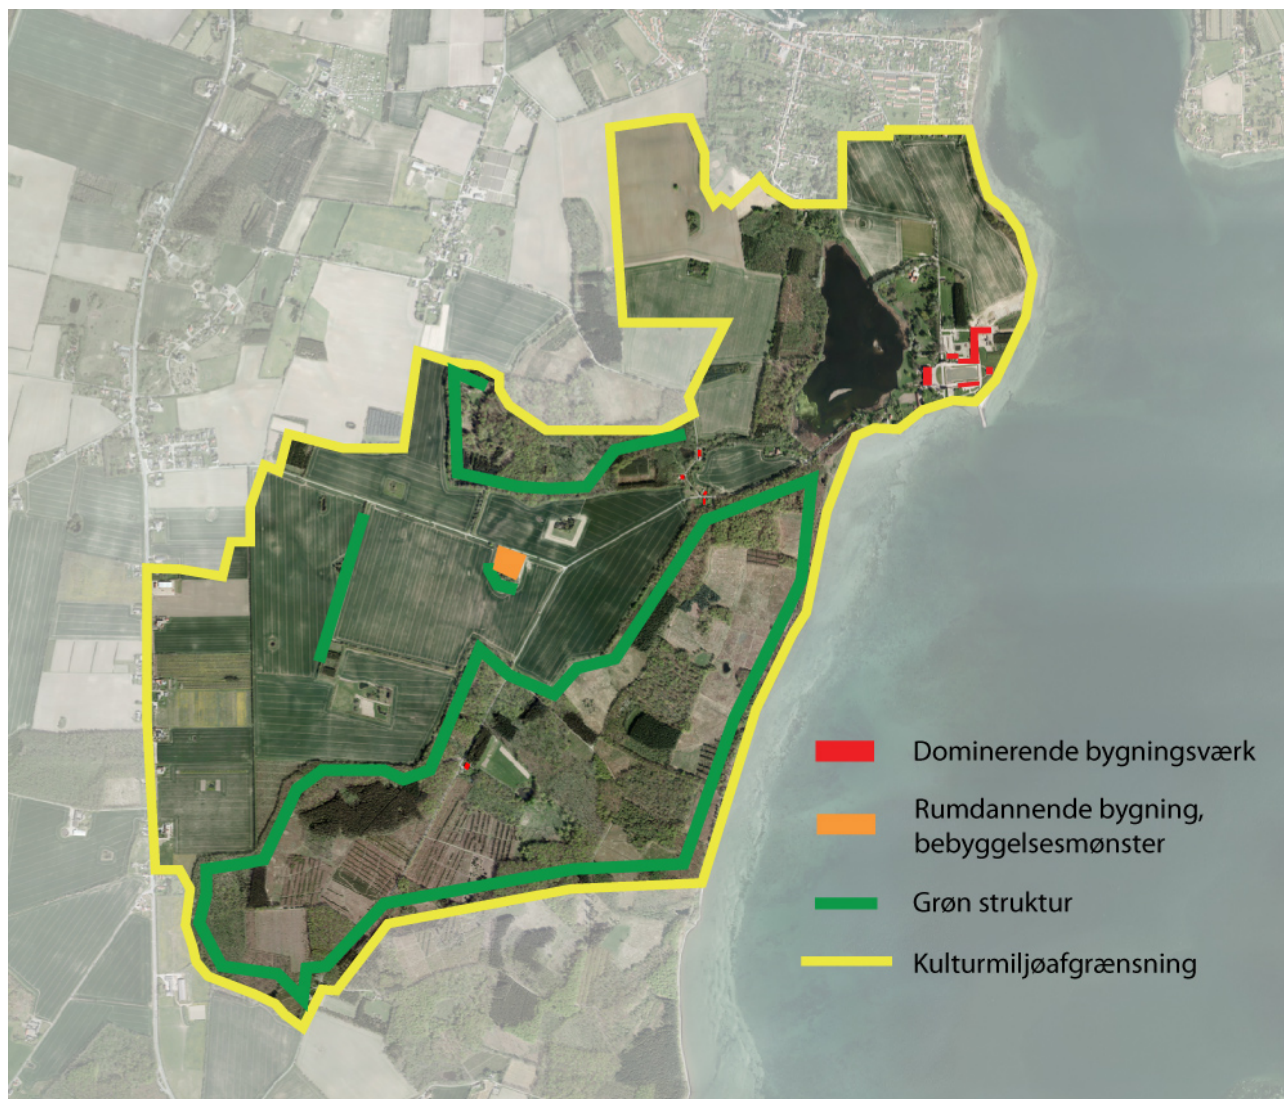 Dominerende bygningsværk
Rumdannende bygning,
bebyggelsesmønster
Grøn struktur
Kulturmiljøafgrænsning